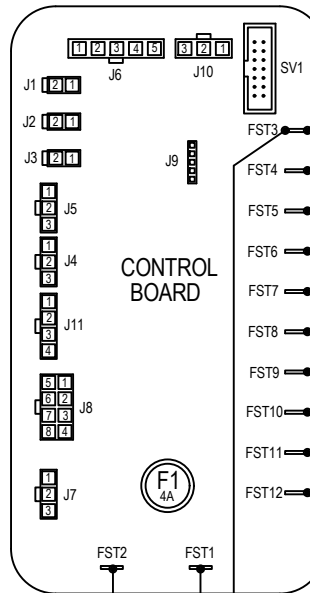 1 2 3 4 5
3 2 1
J6
J10
SV1
J1 2 1
J2 2 1
J3 2 1
J9
FST3
FST4
FST5
FST6
FST7
FST8
FST9
FST10
FST11
FST12
1
2
3
J5
1
2
3
J4
1
2
3
4
J11
CONTROL
BOARD
5 1
6 2
7 3
8 4
J8
1
2
3
J7
F1
4A
FST2
FST1